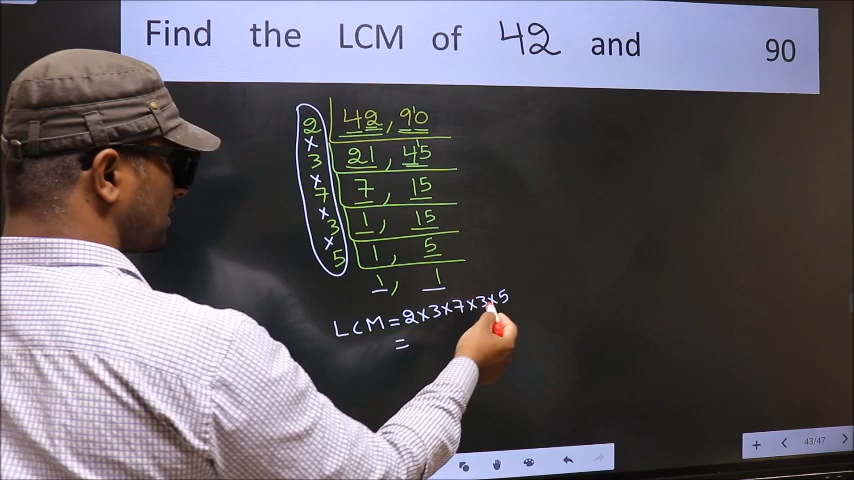 Find the LCM of 42 and 90
2 42, 90
×
3 21, 45
×
7 7, 15
×
3 1, 15
×
5 1, 5
1, 1
LCM = 2×3×7×3×5
=
43/47